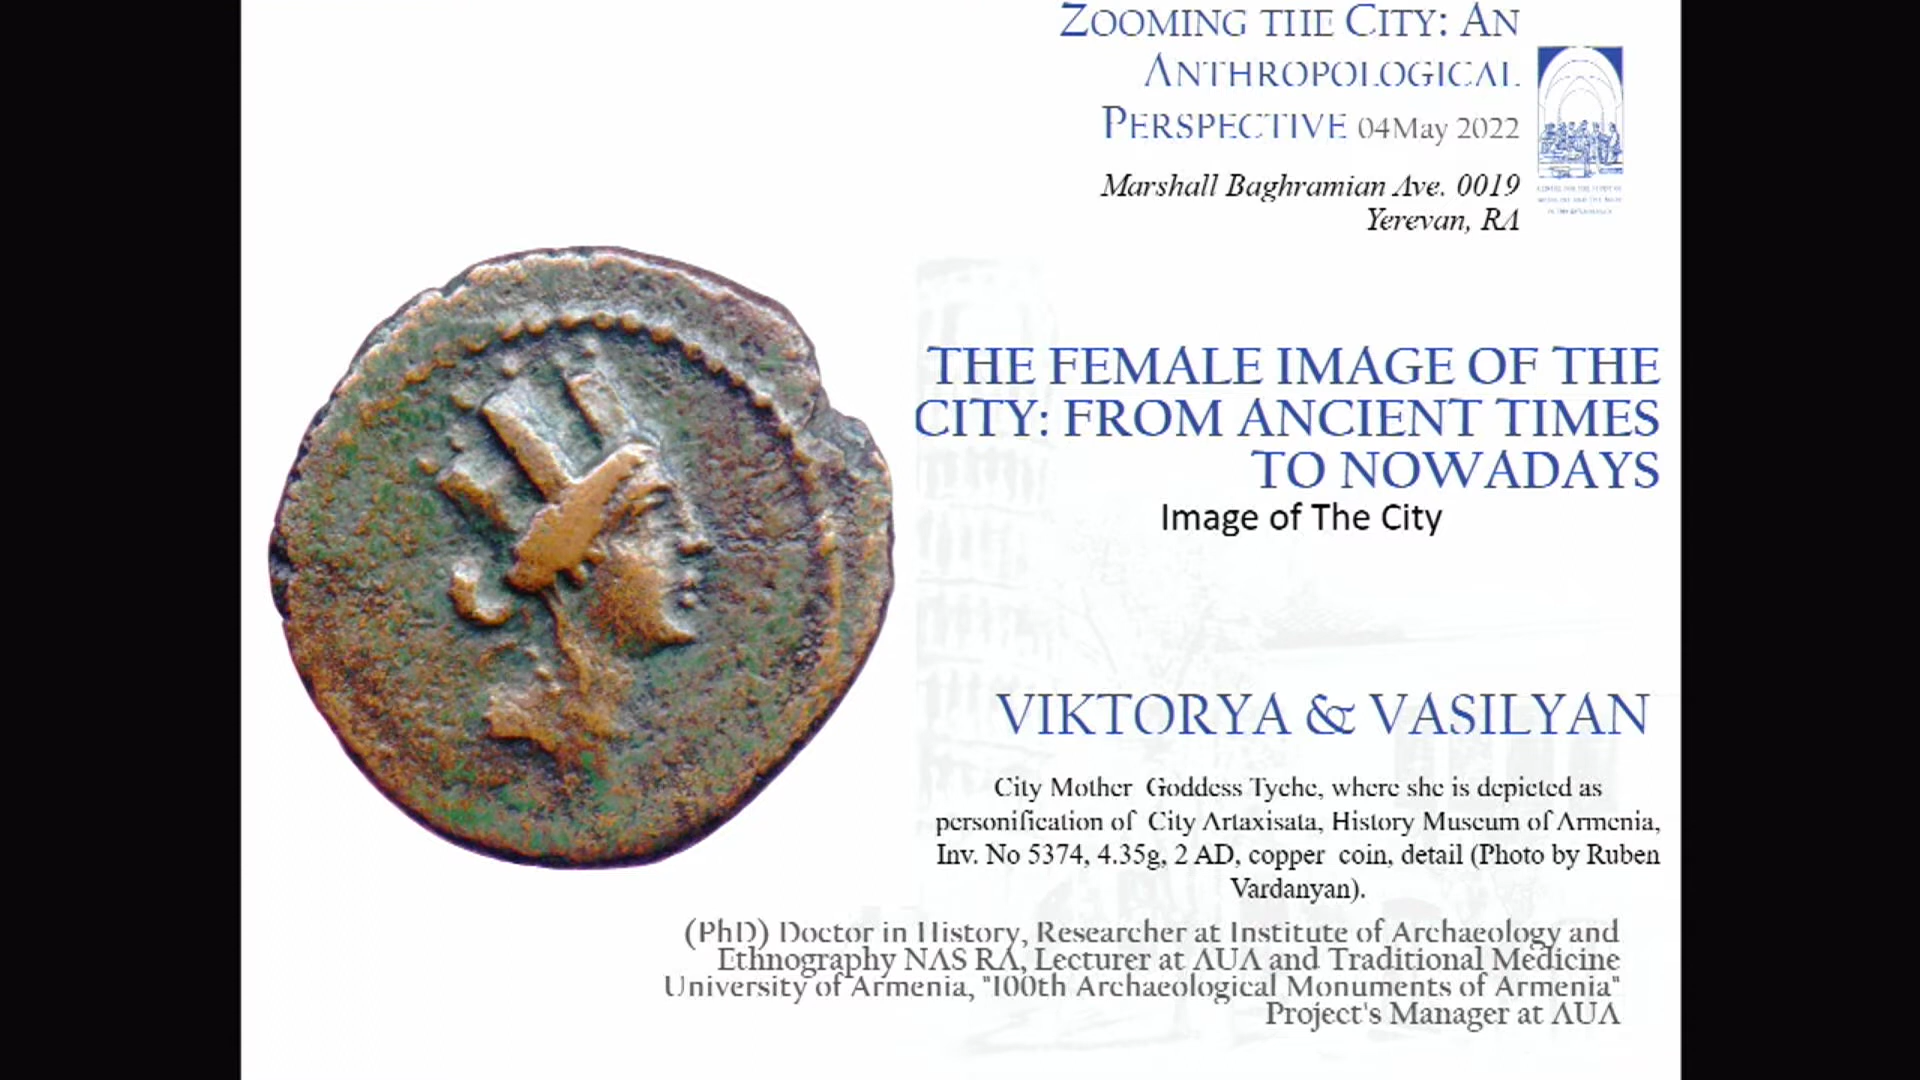 ZOOMING THE CITY: AN
ANTHROPOLOGICAL
PERSPECTIVE 04May 2022
Marshall Baghramian Ave. 0019
Yerevan, RA
THE FEMALE IMAGE OF THE
CITY: FROM ANCIENT TIMES
TO NOWADAYS
Image of The City
VIKTORYA & VASILYAN
City Mother Goddess Tyche, where she is depicted as
personification of City Artaxisata, History Museum of Armenia,
Inv. No 5374, 4.35g, 2 AD, copper coin, detail (Photo by Ruben
Vardanyan).
(PhD) Doctor in History, Researcher at Institute of Archaeology and
Ethnography NAS RA, Lecturer at AUA and Traditional Medicine
University of Armenia, "100th Archaeological Monuments of Armenia"
Project's Manager at AUA